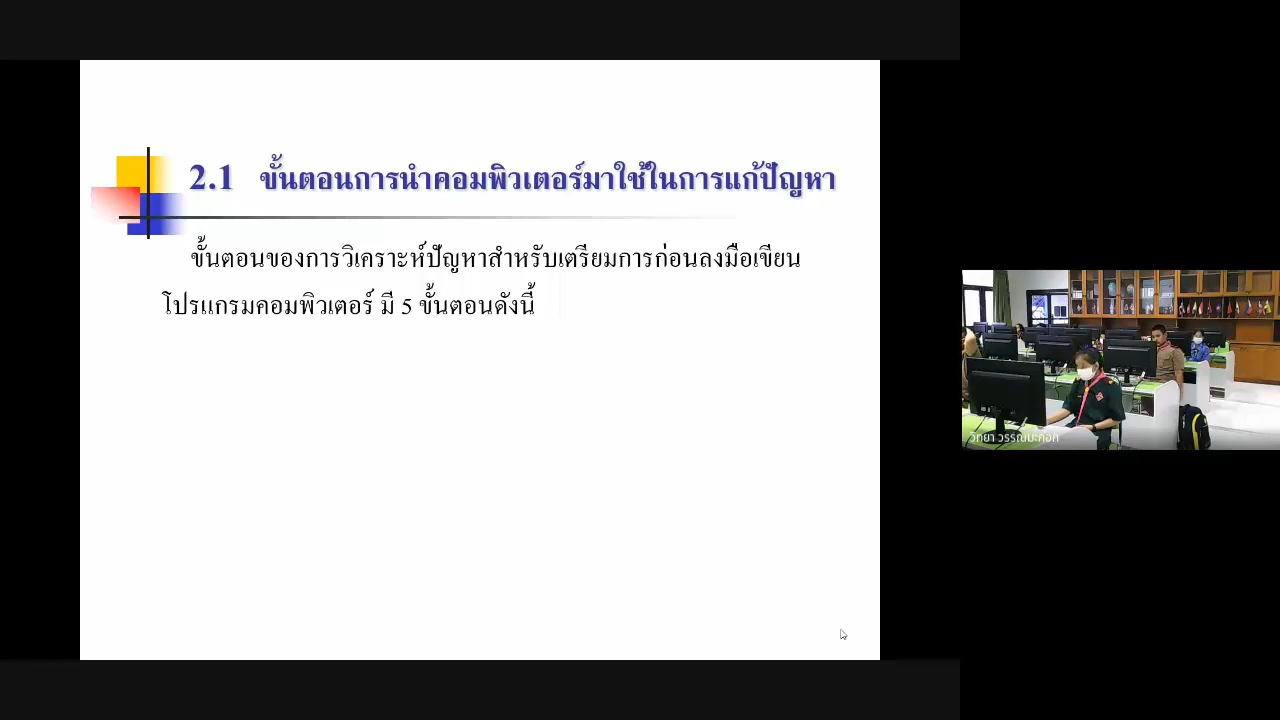 2.1 ขั้นตอนการนำคอมพิวเตอร์มาใช้ในการแก้ปัญหา
ขั้นตอนของการวิเคราะห์ปัญหาสำหรับเตรียมการก่อนลงมือเขียน
โปรแกรมคอมพิวเตอร์ มี 5 ขั้นตอนดังนี้
วิทยา